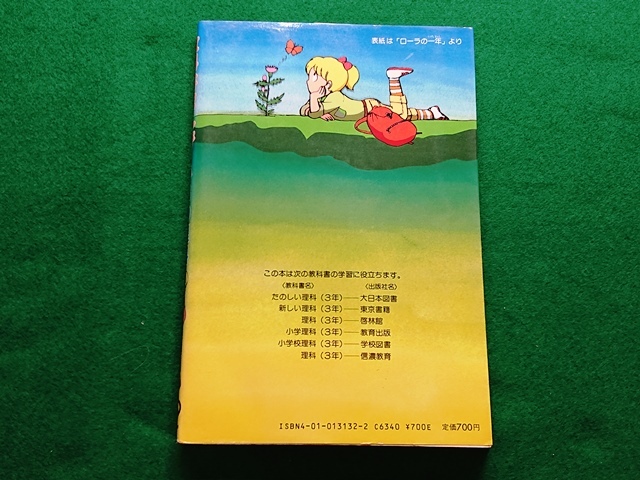 表紙は「ローラの一年」より
この本は次の教科書の学習に役立ちます。
〈教科書名〉 〈出版社名〉
たのしい理科(3年)──大日本図書
新しい理科(3年)──東京書籍
理科(3年)──啓林館
小学理科(3年)──教育出版
小学校理科(3年)──学校図書
理科(3年)──信濃教育
ISBN4-01-013132-2 C6340 ¥700E 定価700円